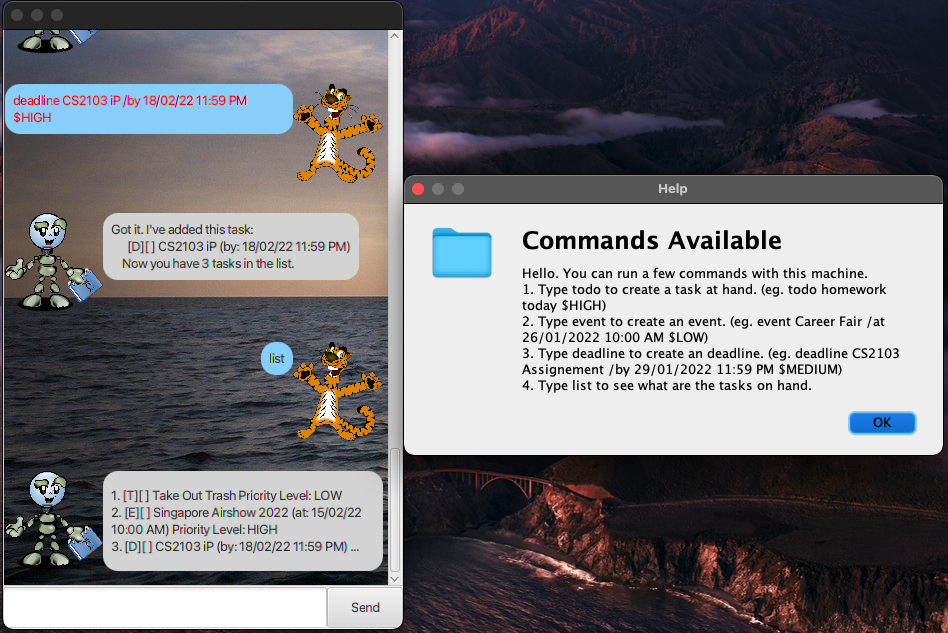 deadline CS2103 iP /by 18/02/22 11:59 PM
$HIGH
Got it. I've added this task:
[D][ ] CS2103 iP (by: 18/02/22 11:59 PM)
Now you have 3 tasks in the list.
list
1. [T][ ] Take Out Trash Priority Level: LOW
2. [E][ ] Singapore Airshow 2022 (at: 15/02/22
10:00 AM) Priority Level: HIGH
3. [D][ ] CS2103 iP (by: 18/02/22 11:59 PM) ...
Send
Help
Commands Available
Hello. You can run a few commands with this machine.
1. Type todo to create a task at hand. (eg. todo homework
today $HIGH)
2. Type event to create an event. (eg. event Career Fair /at
26/01/2022 10:00 AM $LOW)
3. Type deadline to create an deadline. (eg. deadline CS2103
Assignement /by 29/01/2022 11:59 PM $MEDIUM)
4. Type list to see what are the tasks on hand.
OK